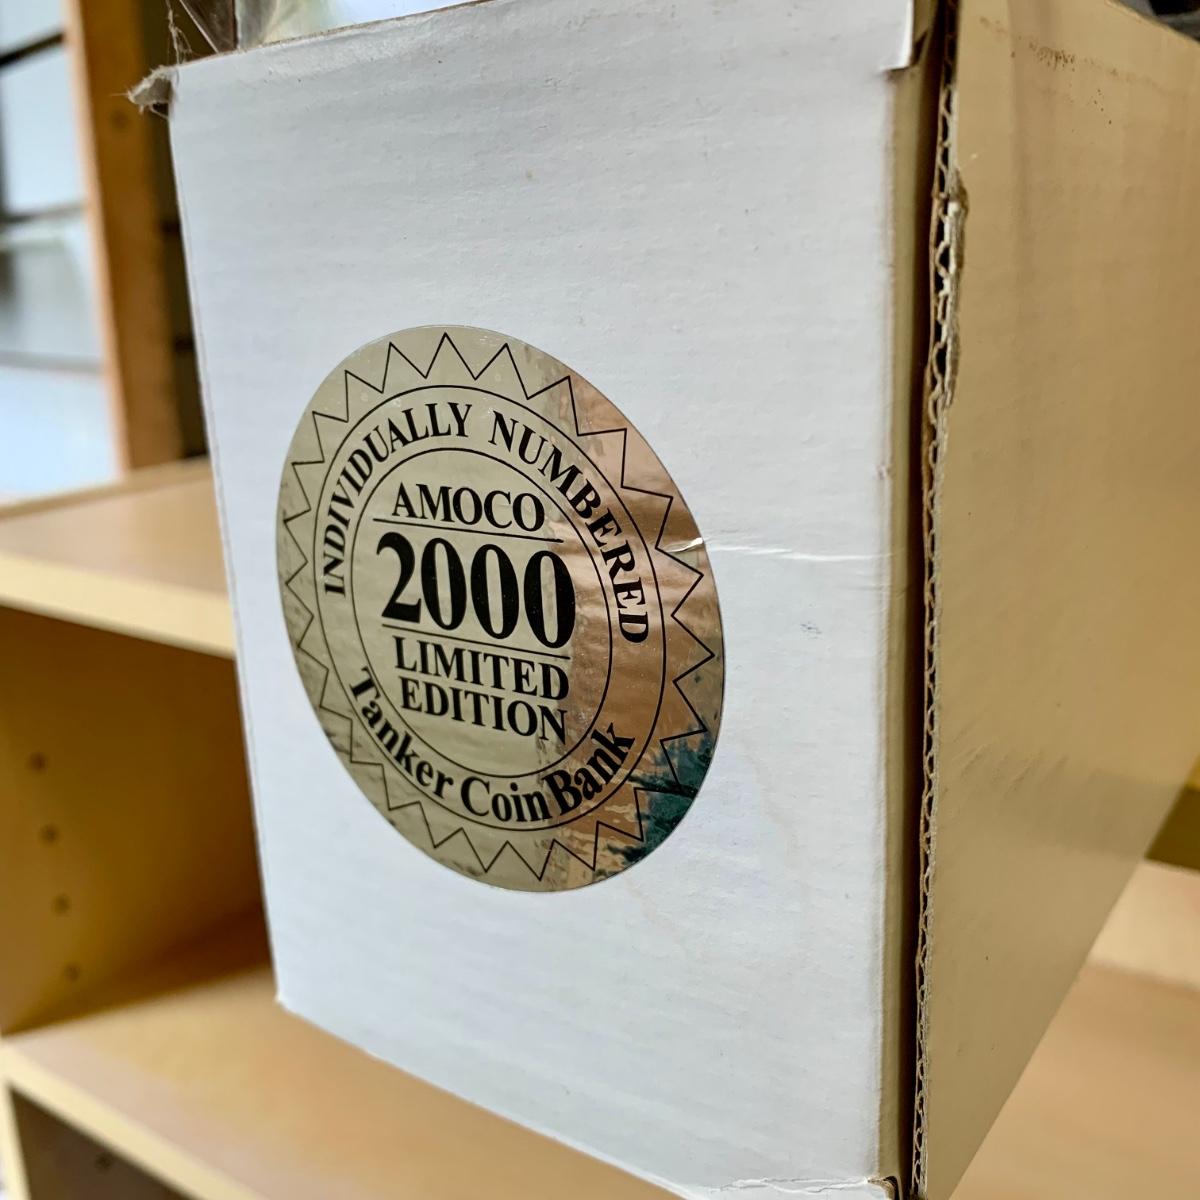 INDIVIDUALLY NUMBERED
AMOCO
2000
LIMITED
EDITION
Tanker Coin Bank